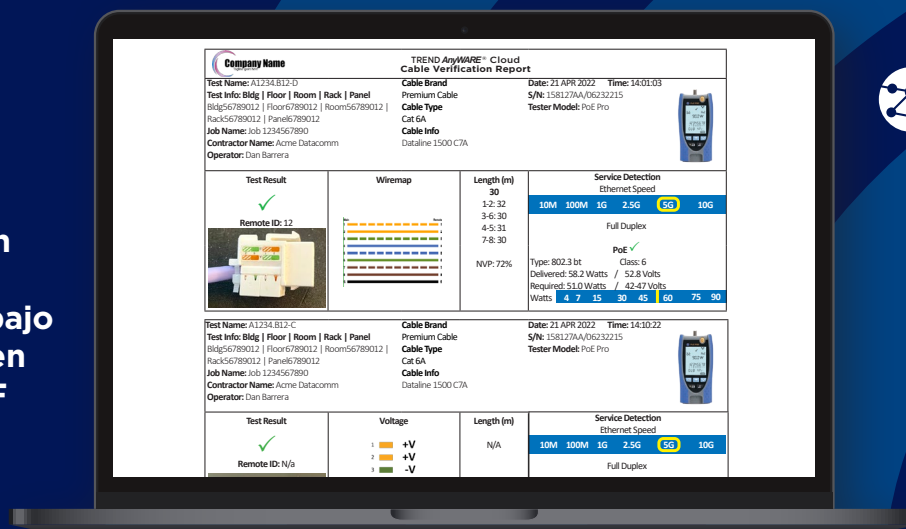 n
bajo
en
F
Company Name
TREND AnyWARE® Cloud
Cable Verification Report
Test Name: A1234.B12-D
Test Info: Bldg | Floor | Room | Rack | Panel
Bldg56789012 | Floor6789012 | Room56789012 |
Rack56789012 | Panel6789012
Job Name: Job 1234567890
Contractor Name: Acme Datacomm
Operator: Dan Barrera
Cable Brand
Premium Cable
Cable Type
Cat 6A
Cable Info
Dataline 1500 C7A
Date: 21 APR 2022 Time: 14:01:03
S/N: 158127AA/06232215
Tester Model: PoE Pro
Test Result
Remote ID: 12
Wiremap
Length (m)
30
1-2: 32
3-6: 30
4-5: 31
7-8: 30
NVP: 72%
Service Detection
Ethernet Speed
10M 100M 1G 2.5G 5G 10G
Full Duplex
PoE ✓
Type: 802.3 bt Class: 6
Delivered: 58.2 Watts / 52.8 Volts
Required: 51.0 Watts / 42-47 Volts
Watts 4 7 15 30 45 60 75 90
Test Name: A1234.B12-C
Test Info: Bldg | Floor | Room | Rack | Panel
Bldg56789012 | Floor6789012 | Room56789012 |
Rack56789012 | Panel6789012
Job Name: Job 1234567890
Contractor Name: Acme Datacomm
Operator: Dan Barrera
Cable Brand
Premium Cable
Cable Type
Cat 6A
Cable Info
Dataline 1500 C7A
Date: 21 APR 2022 Time: 14:10:22
S/N: 158127AA/06232215
Tester Model: PoE Pro
Test Result
Remote ID: N/a
Voltage
1 +V
2 +V
3 -V
Length (m)
N/A
Service Detection
Ethernet Speed
10M 100M 1G 2.5G 5G 10G
Full Duplex